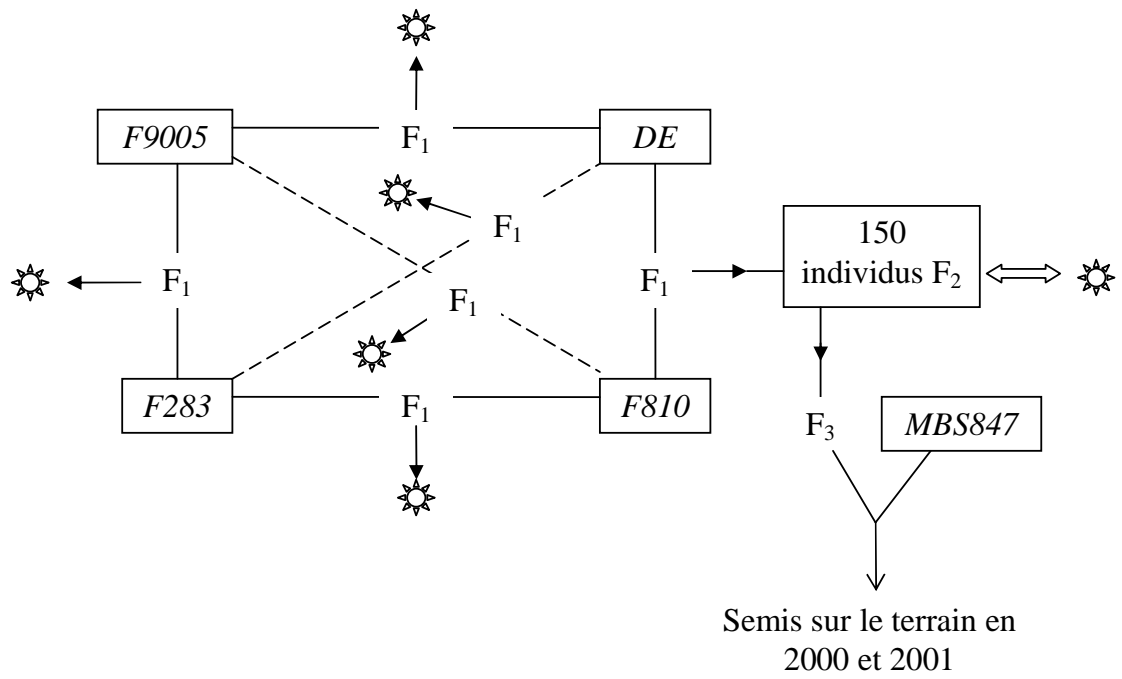 F9005
F₁
DE
F₁
150
individus F₂
F₁
F₁
F₁
F283
F₁
F810
F₃
MBS847
Semis sur le terrain en
2000 et 2001